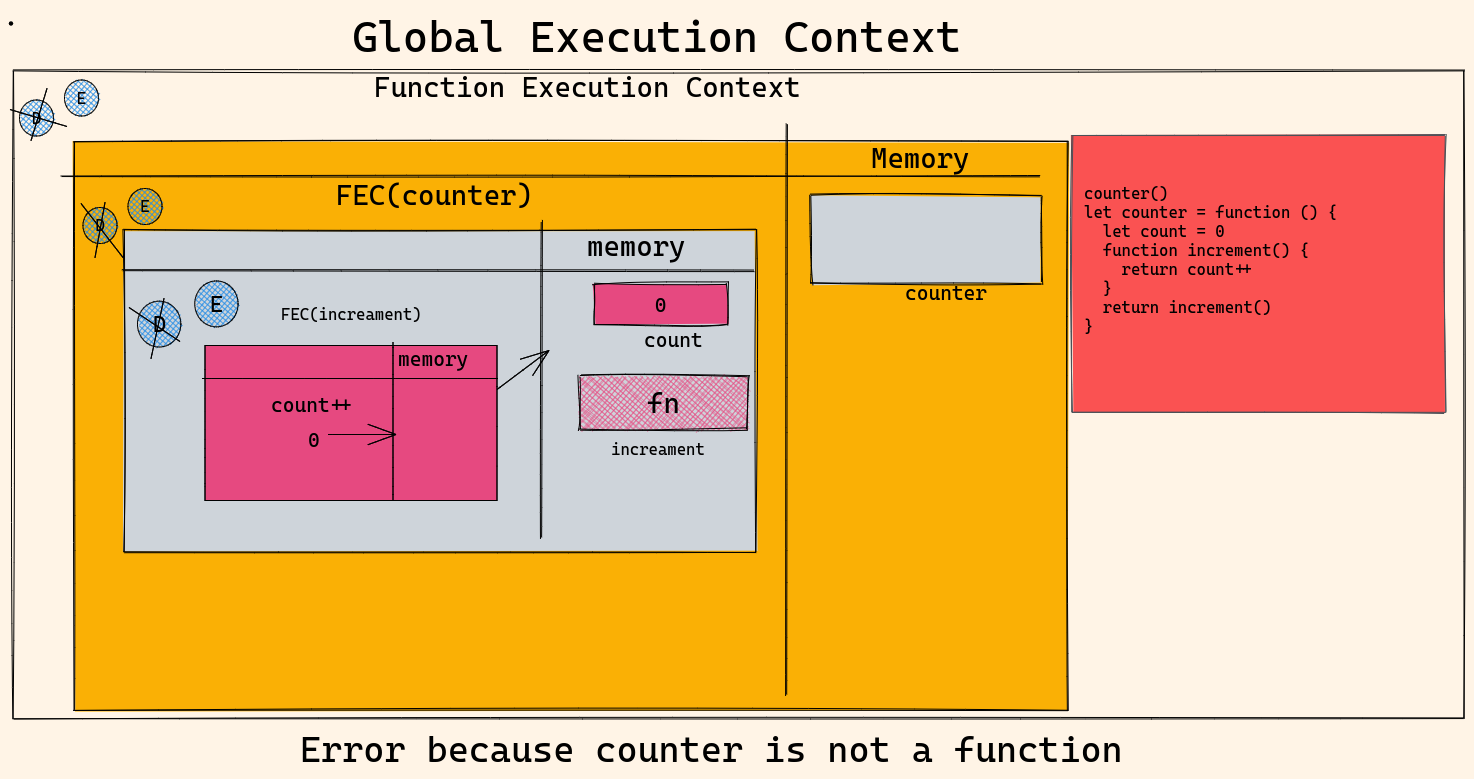 Global Execution Context
Function Execution Context
E
D
Memory
FEC(counter)
E
D
memory
E
D
FEC(increament)
0
count
memory
count++
0
fn
increament
counter
counter()
let counter = function () {
  let count = 0
  function increment() {
    return count++
  }
  return increment()
}
Error because counter is not a function